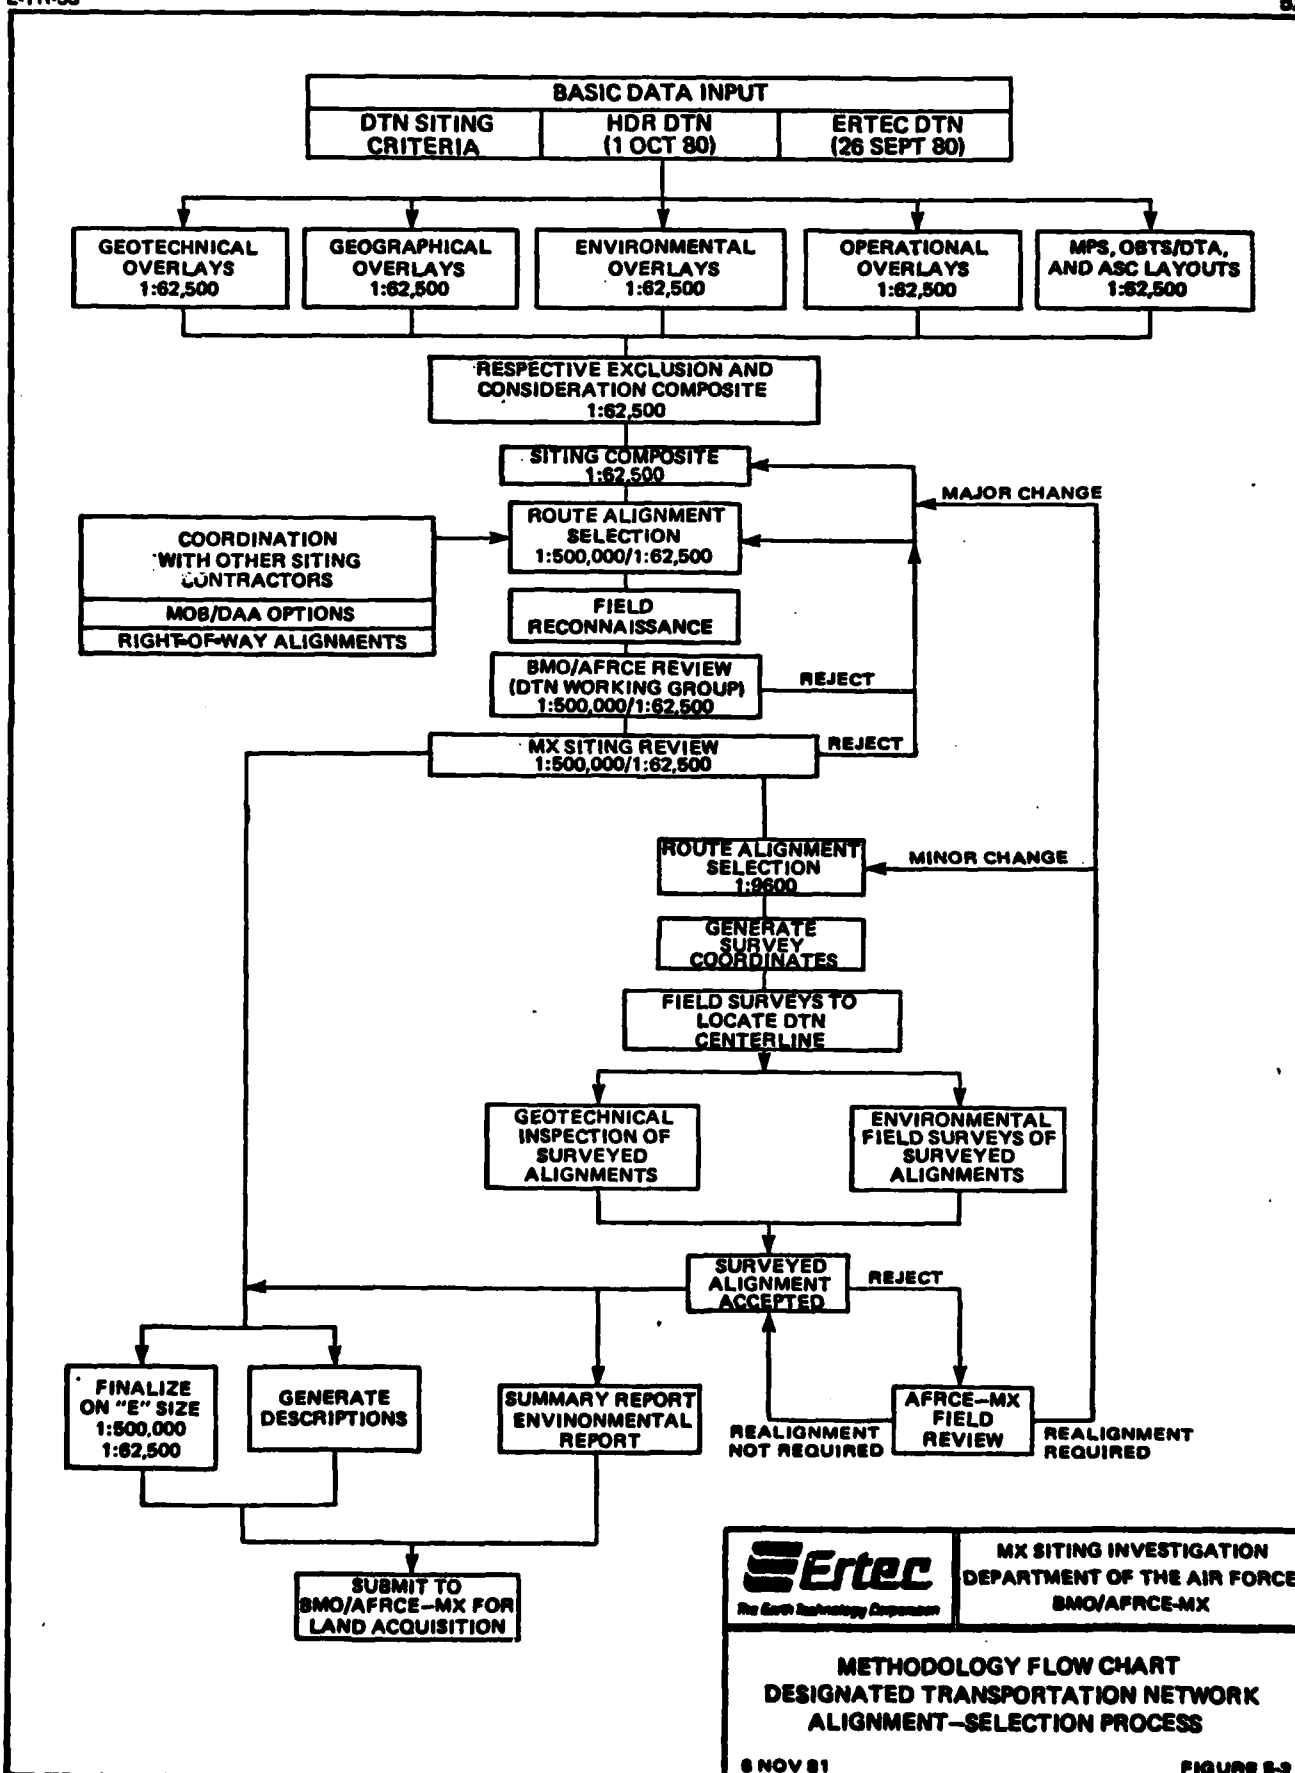 BASIC DATA INPUT
DTN SITING
CRITERIA
HDR DTN
(1 OCT 80)
ERTEC DTN
(26 SEPT 80)
GEOTECHNICAL
OVERLAYS
1:62,500
GEOGRAPHICAL
OVERLAYS
1:62,500
ENVIRONMENTAL
OVERLAYS
1:62,500
OPERATIONAL
OVERLAYS
1:62,500
MPS, OBTS/DTA,
AND ASC LAYOUTS
1:62,500
RESPECTIVE EXCLUSION AND
CONSIDERATION COMPOSITE
1:62,500
SITING COMPOSITE
1:62,500
MAJOR CHANGE
COORDINATION
WITH OTHER SITING
CONTRACTORS
MOB/DAA OPTIONS
RIGHT-OF-WAY ALIGNMENTS
ROUTE ALIGNMENT
SELECTION
1:500,000/1:62,500
FIELD
RECONNAISSANCE
BMO/AFRCE REVIEW
(DTN WORKING GROUP)
1:500,000/1:62,500
REJECT
MX SITING REVIEW
1:500,000/1:62,500
REJECT
ROUTE ALIGNMENT
SELECTION
1:9600
MINOR CHANGE
GENERATE
SURVEY
COORDINATES
FIELD SURVEYS TO
LOCATE DTN
CENTERLINE
GEOTECHNICAL
INSPECTION OF
SURVEYED
ALIGNMENTS
ENVIRONMENTAL
FIELD SURVEYS OF
SURVEYED
ALIGNMENTS
SURVEYED
ALIGNMENT
ACCEPTED
REJECT
FINALIZE
ON "E" SIZE
1:500,000
1:62,500
GENERATE
DESCRIPTIONS
SUMMARY REPORT
ENVINONMENTAL
REPORT
REALIGNMENT
NOT REQUIRED
AFRCE-MX
FIELD
REVIEW
REALIGNMENT
REQUIRED
SUBMIT TO
BMO/AFRCE-MX FOR
LAND ACQUISITION
Ertec
The Earth Technology Corporation
MX SITING INVESTIGATION
DEPARTMENT OF THE AIR FORCE
BMO/AFRCE-MX
METHODOLOGY FLOW CHART
DESIGNATED TRANSPORTATION NETWORK
ALIGNMENT-SELECTION PROCESS
6 NOV 81
FIGURE